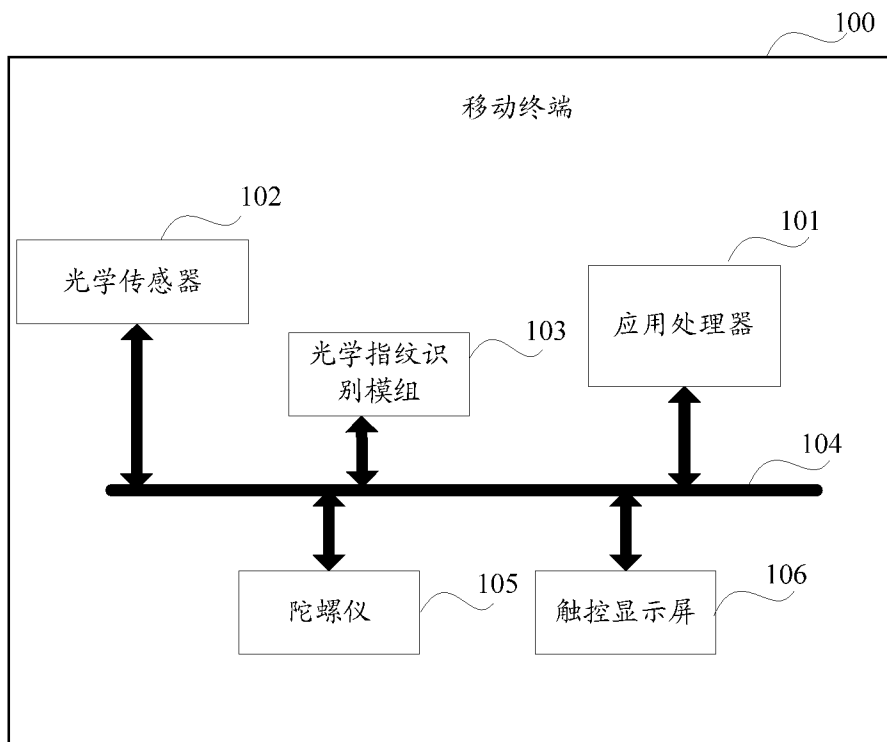 100
移动终端
102
光学传感器
101
应用处理器
103
光学指纹识
别模组
104
105
陀螺仪
106
触控显示屏